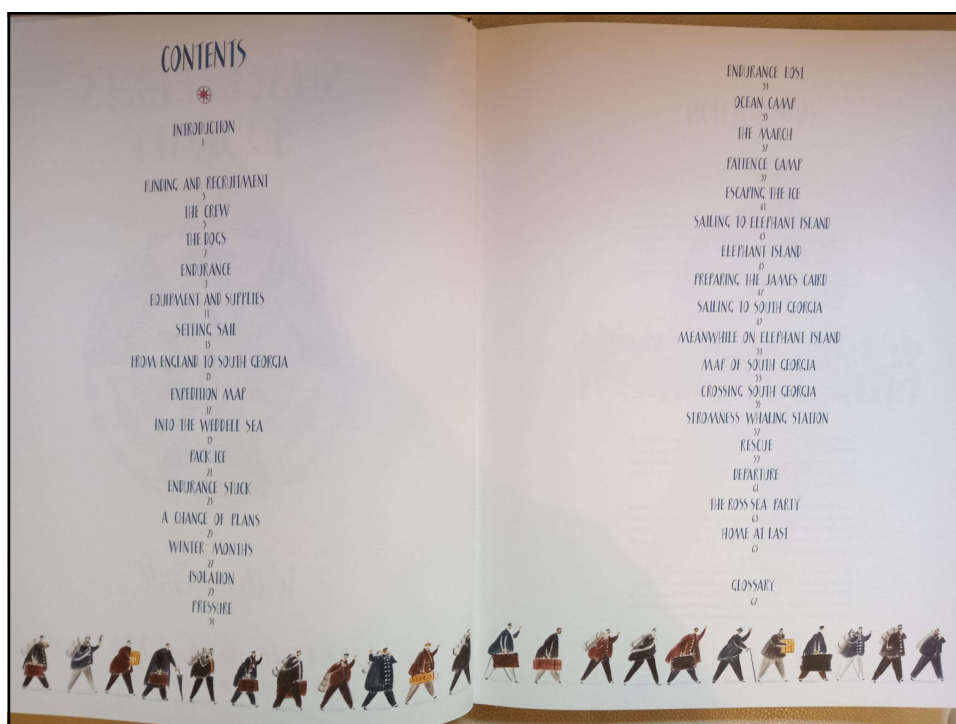 CONTENTS
INTRODUCTION
1
FUNDING AND RECRUITMENT
3
THE CREW
5
THE DOGS
7
ENDURANCE
9
EQUIPMENT AND SUPPLIES
11
SETTING SAIL
13
FROM ENGLAND TO SOUTH GEORGIA
15
EXPEDITION MAP
17
INTO THE WEDDELL SEA
19
PACK ICE
21
ENDURANCE STUCK
23
A CHANGE OF PLANS
25
WINTER MONTHS
27
ISOLATION
29
PRESSURE
31
ENDURANCE LOST
33
OCEAN CAMP
35
THE MARCH
37
PATIENCE CAMP
39
ESCAPING THE ICE
41
SAILING TO ELEPHANT ISLAND
43
ELEPHANT ISLAND
45
PREPARING THE JAMES CAIRD
47
SAILING TO SOUTH GEORGIA
49
MEANWHILE ON ELEPHANT ISLAND
51
MAP OF SOUTH GEORGIA
53
CROSSING SOUTH GEORGIA
55
STROMNESS WHALING STATION
57
RESCUE
59
DEPARTURE
61
THE ROSS SEA PARTY
63
HOME AT LAST
65
GLOSSARY
67